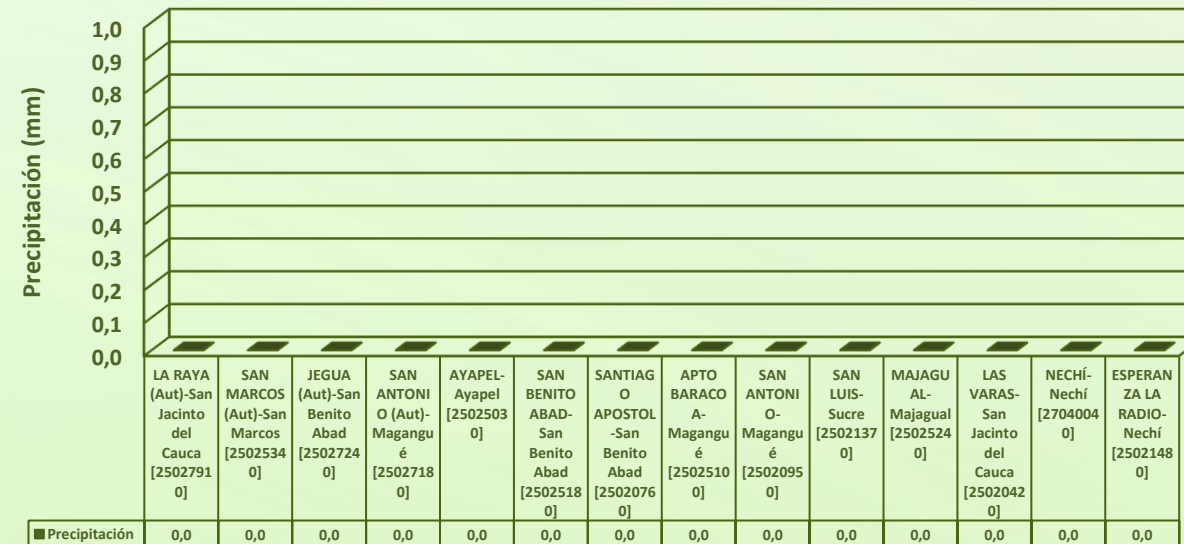 Precipitación (mm)
1,0
0,9
0,8
0,7
0,6
0,5
0,4
0,3
0,2
0,1
0,0
LA RAYA
(Aut)-San
Jacinto
del
Cauca
[2502791
0]
SAN
MARCOS
(Aut)-San
Marcos
[2502534
0]
JEGUA
(Aut)-San
Benito
Abad
[2502724
0]
SAN
ANTONI
O (Aut)-
Magangu
é
[2502718
0]
AYAPEL-
Ayapel
[2502503
0]
SAN
BENITO
ABAD-
San
Benito
Abad
[2502518
0]
SANTIAG
O
APOSTOL
-San
Benito
Abad
[2502076
0]
APTO
BARACO
A-
Magangu
é
[2502510
0]
SAN
ANTONI
O-
Magangu
é
[2502095
0]
SAN
LUIS-
Sucre
[2502137
0]
MAJAGU
AL-
Majagual
[2502524
0]
LAS
VARAS-
San
Jacinto
del
Cauca
[2502042
0]
NECHÍ-
Nechí
[2704004
0]
ESPERAN
ZA LA
RADIO-
Nechí
[2502148
0]
Precipitación 0,0 0,0 0,0 0,0 0,0 0,0 0,0 0,0 0,0 0,0 0,0 0,0 0,0 0,0